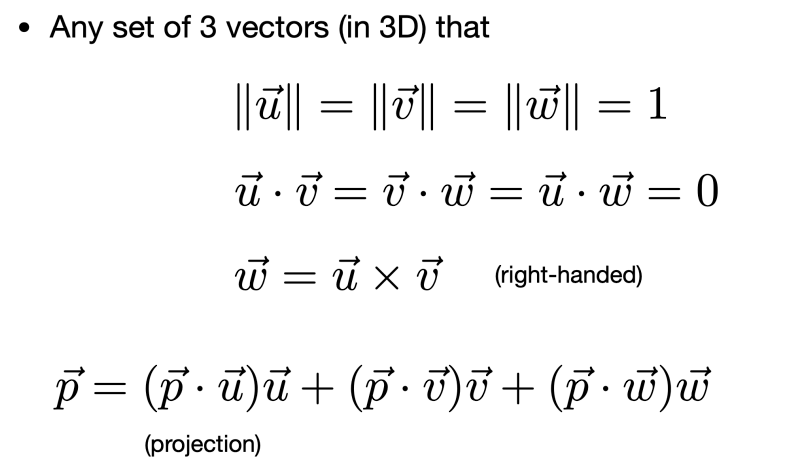 • Any set of 3 vectors (in 3D) that
‖u⃗‖ = ‖v⃗‖ = ‖w⃗‖ = 1
u⃗ · v⃗ = v⃗ · w⃗ = u⃗ · w⃗ = 0
w⃗ = u⃗ × v⃗ (right-handed)
p⃗ = (p⃗ · u⃗)u⃗ + (p⃗ · v⃗)v⃗ + (p⃗ · w⃗)w⃗
(projection)